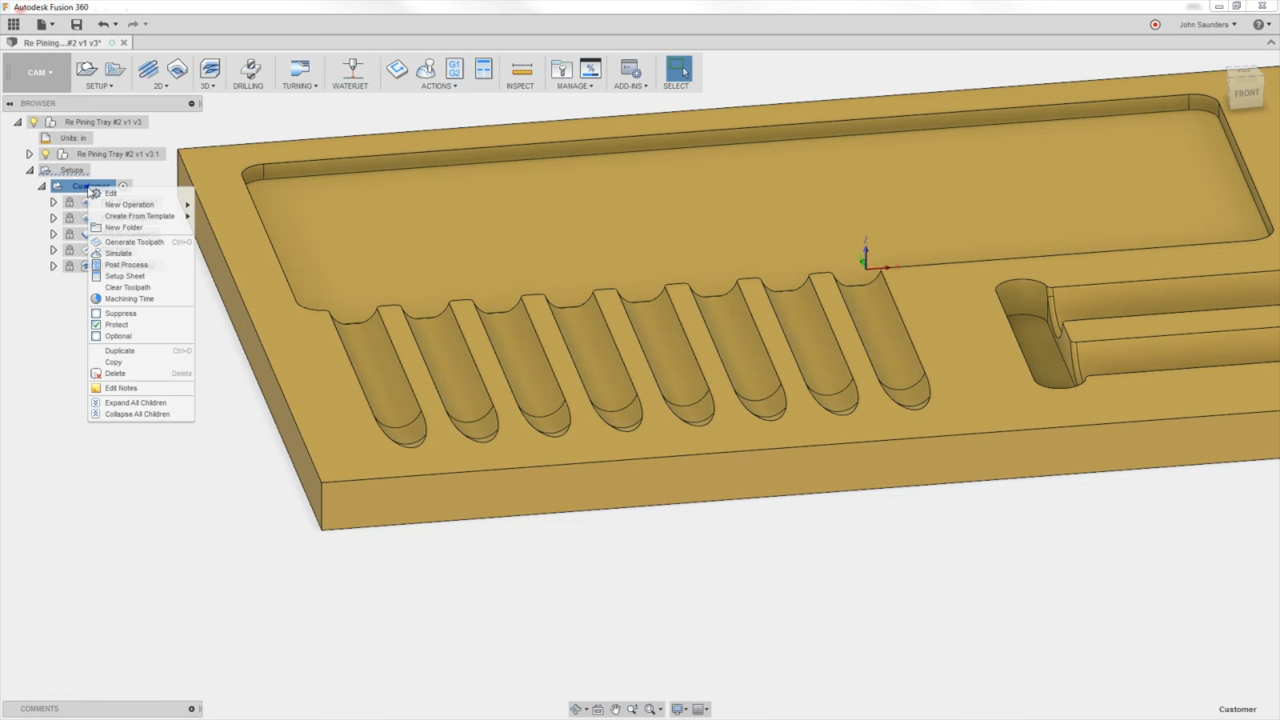 Autodesk Fusion 360
John Saunders
Re Pining...#2 v1 v3*
CAM
SETUP
2D
3D
DRILLING
TURNING
WATERJET
G1
G2
ACTIONS
INSPECT
MANAGE
ADD-INS
SELECT
BROWSER
FRONT
Re Pining Tray #2 v1 v3
Units: in
Re Pining Tray #2 v1 v3:1
Setups
Edit
New Operation
Create From Template
New Folder
Generate Toolpath Ctrl+G
Simulate
Post Process
Setup Sheet
Clear Toolpath
Machining Time
Suppress
Protect
Optional
Duplicate Ctrl+D
Copy
Delete Delete
Edit Notes
Expand All Children
Collapse All Children
Z
COMMENTS
Customer